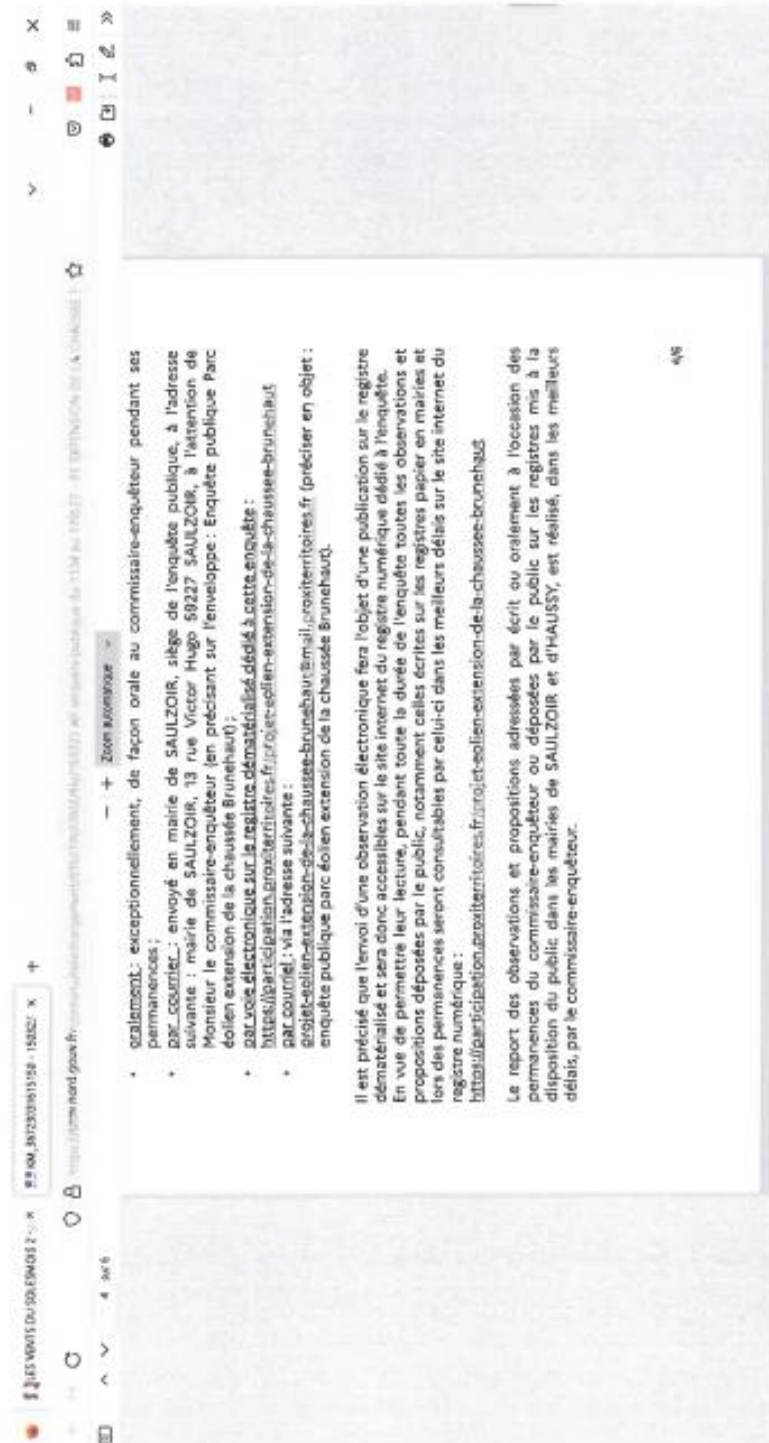 LES VENTS DU SOLESMOIS 2 - × KM_36723031615150 - 150321 × +
4 sur 6 − + Zoom automatique
• oralement : exceptionnellement, de façon orale au commissaire-enquêteur pendant ses
permanences ;
• par courrier : envoyé en mairie de SAULZOIR, siège de l'enquête publique, à l'adresse
suivante : mairie de SAULZOIR, 13 rue Victor Hugo 59227 SAULZOIR, à l'attention de
Monsieur le commissaire-enquêteur (en précisant sur l'enveloppe : Enquête publique Parc
éolien extension de la chaussée Brunehaut) ;
• par voie électronique sur le registre dématérialisé dédié à cette enquête :
https://participation.proxiterritoires.fr/projet-eolien-extension-de-la-chaussee-brunehaut
• par courriel : via l'adresse suivante :
projet-eolien-extension-de-la-chaussee-brunehaut@mail.proxiterritoires.fr (préciser en objet :
enquête publique parc éolien extension de la chaussée Brunehaut).
Il est précisé que l'envoi d'une observation électronique fera l'objet d'une publication sur le registre
dématérialisé et sera donc accessibles sur le site internet du registre numérique dédié à l'enquête.
En vue de permettre leur lecture, pendant toute la durée de l'enquête toutes les observations et
propositions déposées par le public, notamment celles écrites sur les registres papier en mairies et
lors des permanences seront consultables par celui-ci dans les meilleurs délais sur le site internet du
registre numérique :
https://participation.proxiterritoires.fr/projet-eolien-extension-de-la-chaussee-brunehaut
Le report des observations et propositions adressées par écrit ou oralement à l'occasion des
permanences du commissaire-enquêteur ou déposées par le public sur les registres mis à la
disposition du public dans les mairies de SAULZOIR et d'HAUSSY, est réalisé, dans les meilleurs
délais, par le commissaire-enquêteur.
4/6